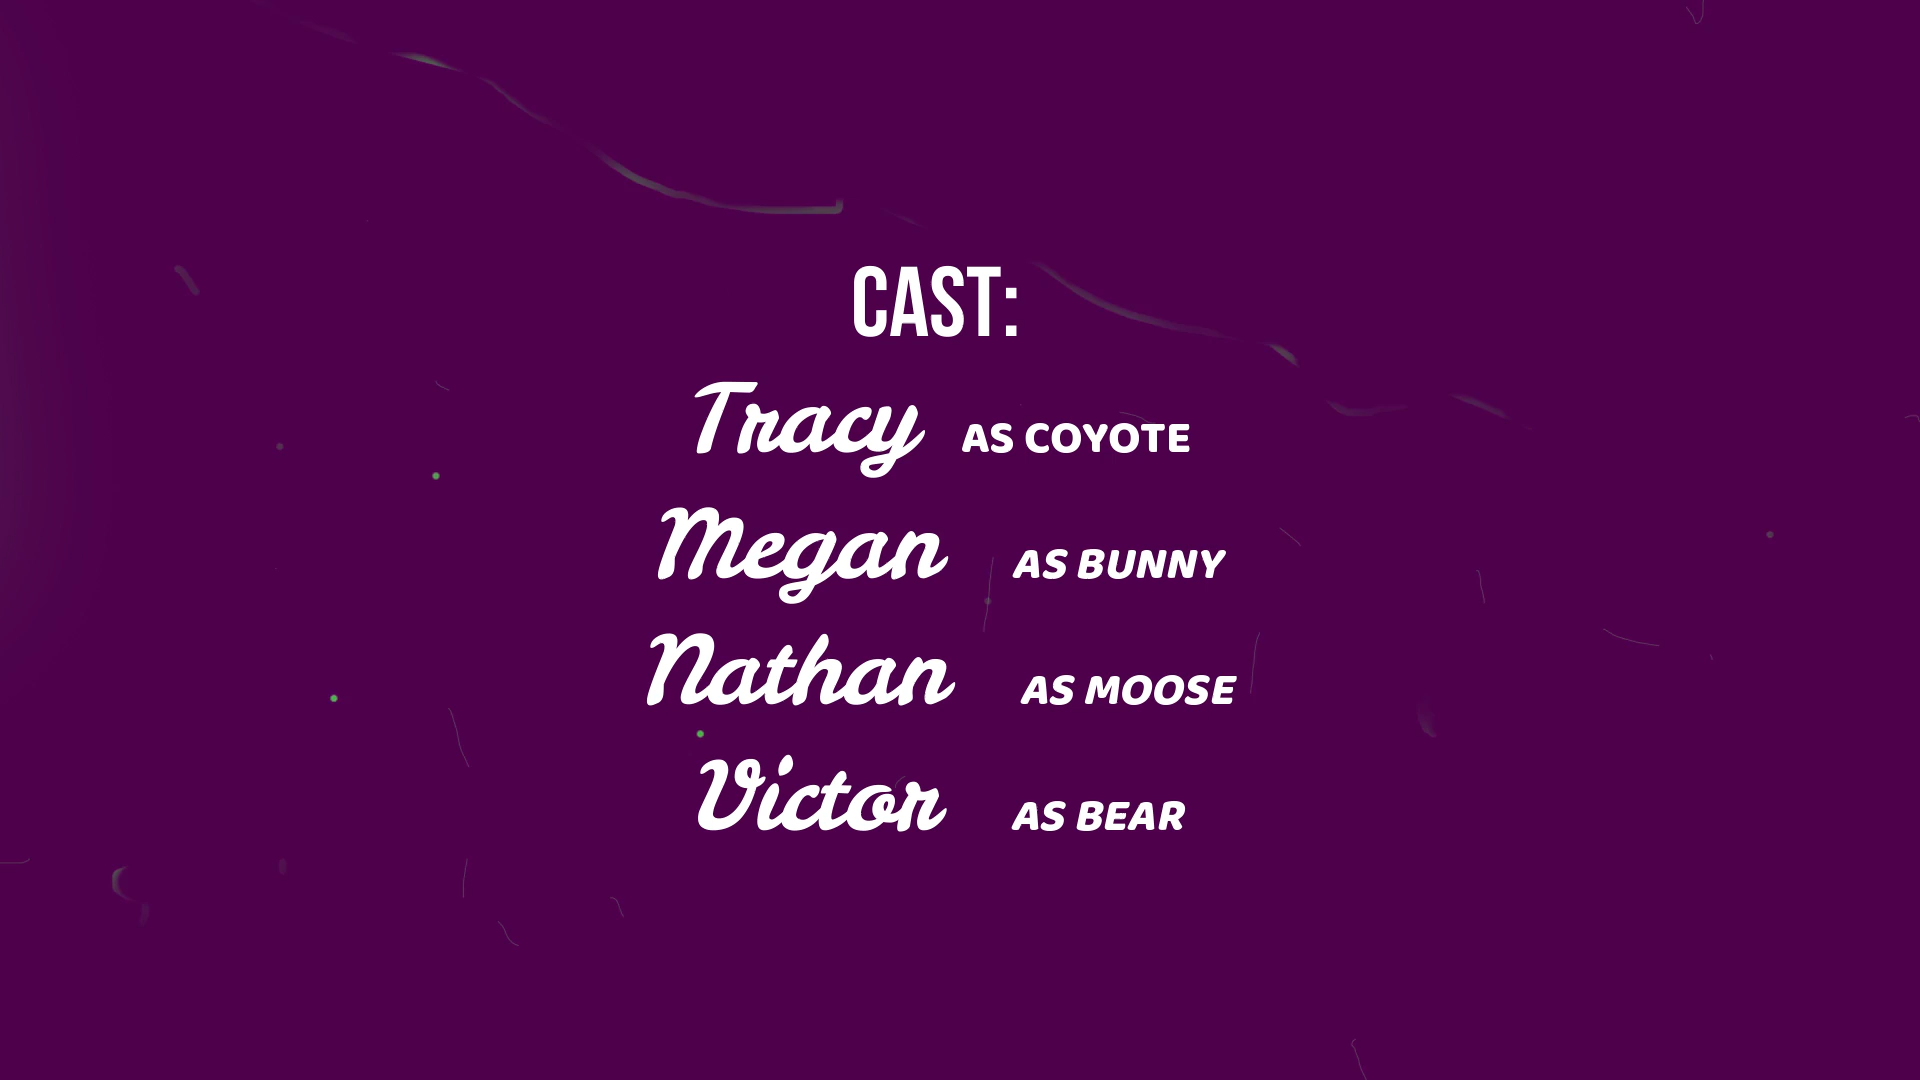 CAST:
Tracy AS COYOTE
Megan AS BUNNY
Nathan AS MOOSE
Victor AS BEAR